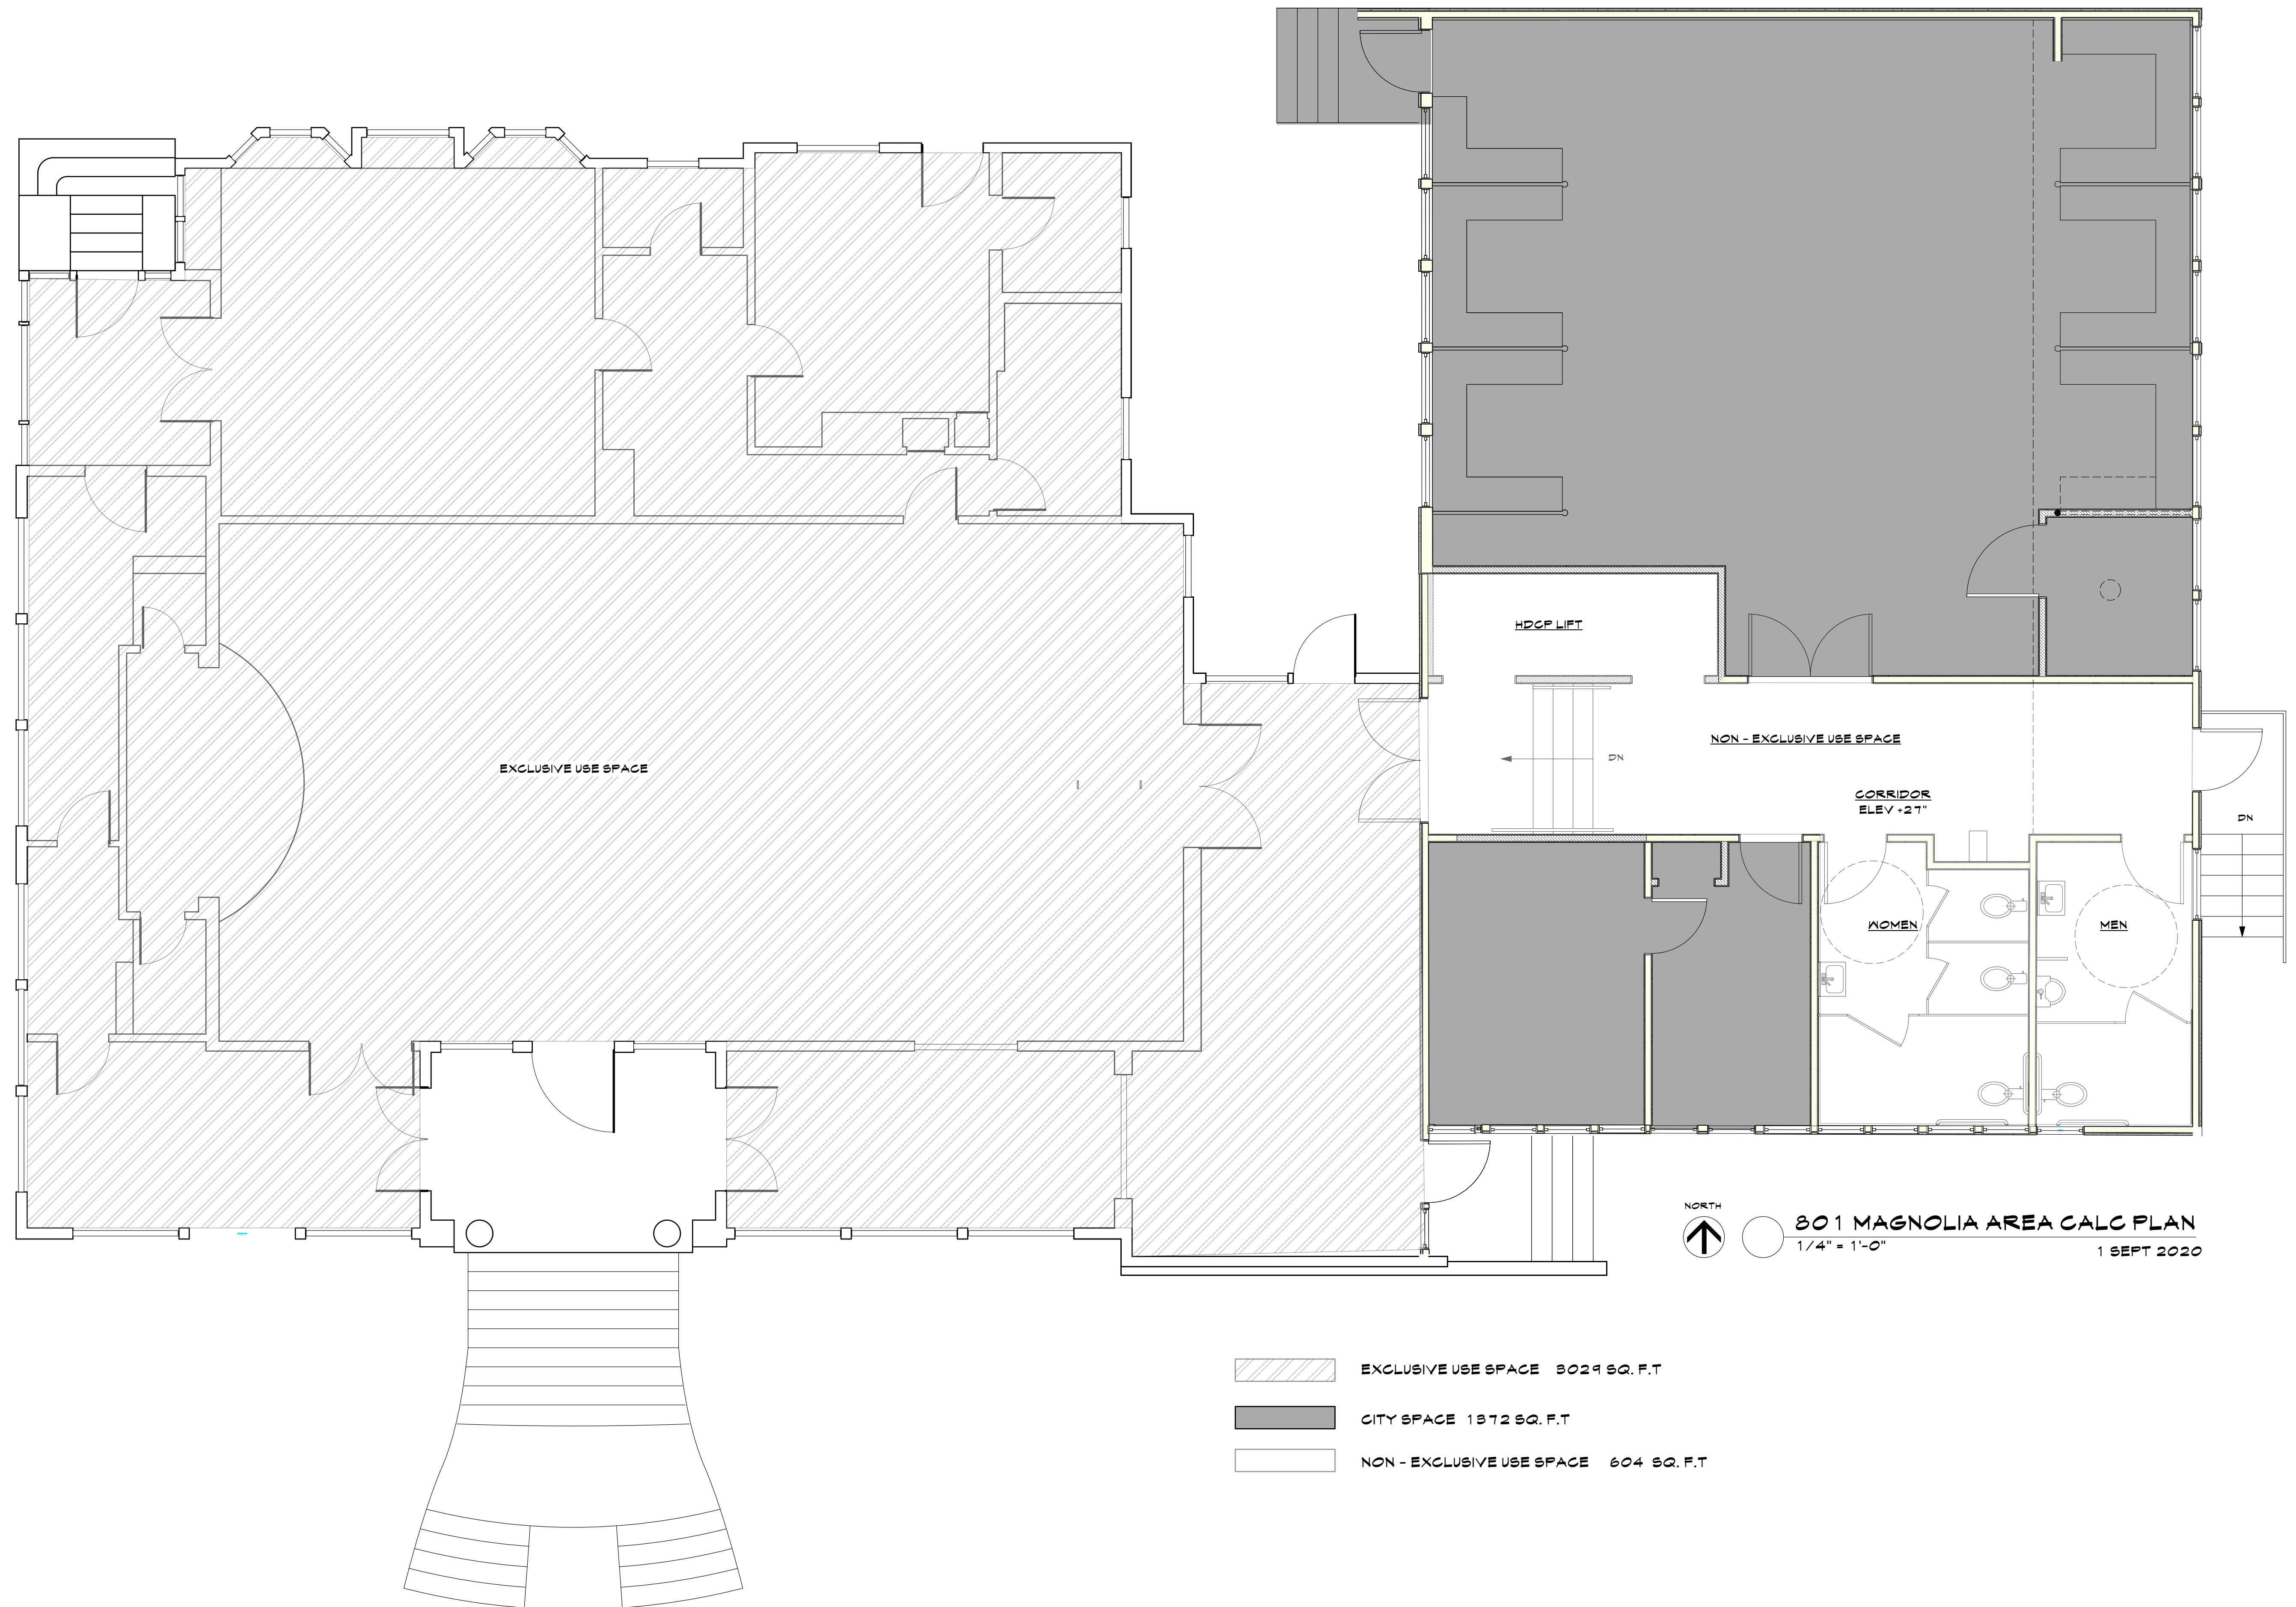 HDCP LIFT
NON - EXCLUSIVE USE SPACE
DN
EXCLUSIVE USE SPACE
CORRIDOR
ELEV +27"
DN
WOMEN
MEN
NORTH
801 MAGNOLIA AREA CALC PLAN
1/4" = 1'-0"
1 SEPT 2020
EXCLUSIVE USE SPACE 3029 SQ. F.T
CITY SPACE 1372 SQ. F.T
NON - EXCLUSIVE USE SPACE 604 SQ. F.T